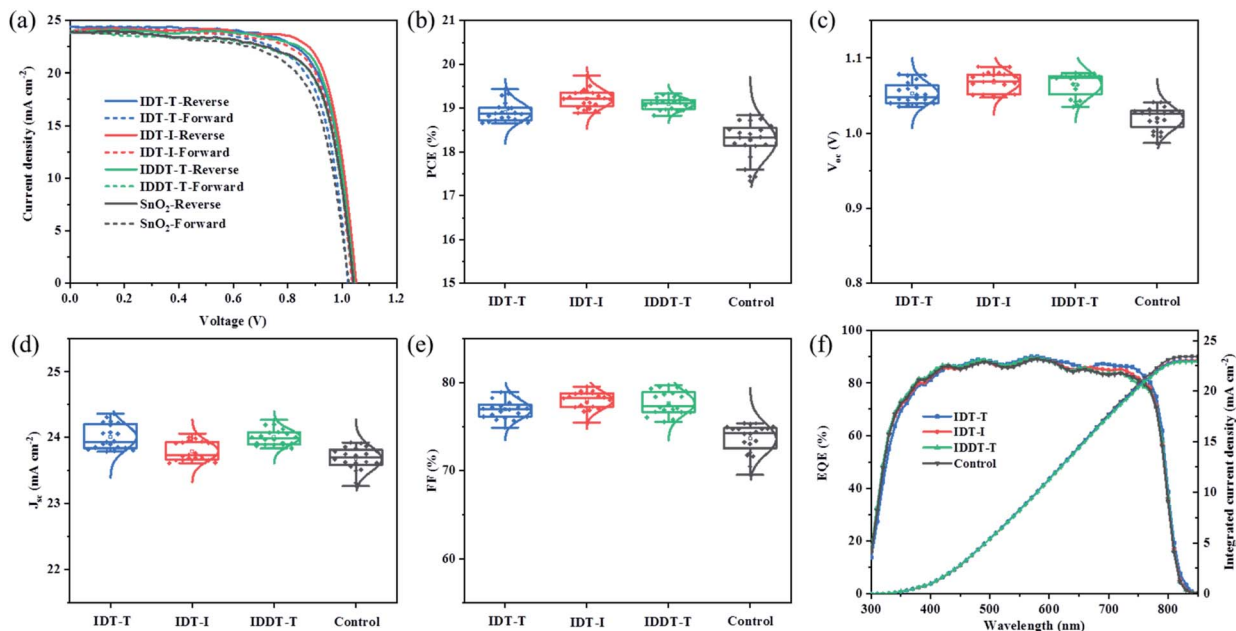 (a)
25
20
15
10
5
0
Current density (mA cm⁻²)
IDT-T-Reverse
IDT-T-Forward
IDT-I-Reverse
IDT-I-Forward
IDDT-T-Reverse
IDDT-T-Forward
SnO₂-Reverse
SnO₂-Forward
0.0 0.2 0.4 0.6 0.8 1.0 1.2
Voltage (V)
(b)
21
20
19
18
17
16
15
PCE (%)
IDT-T IDT-I IDDT-T Control
(c)
1.1
1.0
0.9
0.8
Voc (V)
IDT-T IDT-I IDDT-T Control
(d)
25
24
23
22
Jsc (mA cm⁻²)
IDT-T IDT-I IDDT-T Control
(e)
80
70
60
FF (%)
IDT-T IDT-I IDDT-T Control
(f)
100
80
60
40
20
0
EQE (%)
IDT-T
IDT-I
IDDT-T
Control
25
20
15
10
5
0
Integrated current density (mA cm⁻²)
300 400 500 600 700 800
Wavelength (nm)